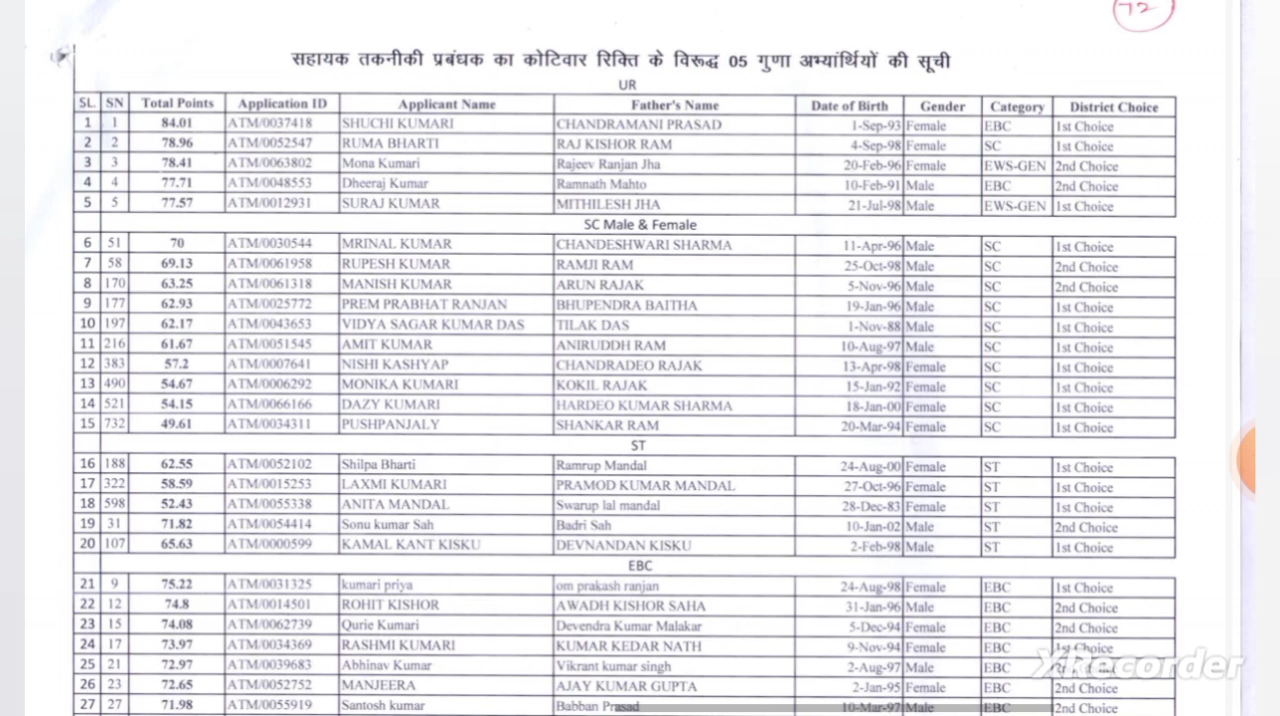 72
सहायक तकनीकी प्रबंधक का कोटिवार रिक्ति के विरूद्ध 05 गुणा अभ्यांर्थियों की सूची
UR
SL. SN Total Points Application ID Applicant Name Father's Name Date of Birth Gender Category District Choice
1 1 84.01 ATM/0037418 SHUCHI KUMARI CHANDRAMANI PRASAD 1-Sep-93 Female EBC 1st Choice
2 2 78.96 ATM/0052547 RUMA BHARTI RAJ KISHOR RAM 4-Sep-98 Female SC 1st Choice
3 3 78.41 ATM/0063802 Mona Kumari Rajeev Ranjan Jha 20-Feb-96 Female EWS-GEN 2nd Choice
4 4 77.71 ATM/0048553 Dheeraj Kumar Ramnath Mahto 10-Feb-91 Male EBC 2nd Choice
5 5 77.57 ATM/0012931 SURAJ KUMAR MITHILESH JHA 21-Jul-98 Male EWS-GEN 1st Choice
SC Male & Female
6 51 70 ATM/0030544 MRINAL KUMAR CHANDESHWARI SHARMA 11-Apr-96 Male SC 1st Choice
7 58 69.13 ATM/0061958 RUPESH KUMAR RAMJI RAM 25-Oct-98 Male SC 2nd Choice
8 170 63.25 ATM/0061318 MANISH KUMAR ARUN RAJAK 5-Nov-96 Male SC 2nd Choice
9 177 62.93 ATM/0025772 PREM PRABHAT RANJAN BHUPENDRA BAITHA 19-Jan-96 Male SC 1st Choice
10 197 62.17 ATM/0043653 VIDYA SAGAR KUMAR DAS TILAK DAS 1-Nov-88 Male SC 1st Choice
11 216 61.67 ATM/0051545 AMIT KUMAR ANIRUDDH RAM 10-Aug-97 Male SC 1st Choice
12 383 57.2 ATM/0007641 NISHI KASHYAP CHANDRADEO RAJAK 13-Apr-98 Female SC 1st Choice
13 490 54.67 ATM/0006292 MONIKA KUMARI KOKIL RAJAK 15-Jan-92 Female SC 1st Choice
14 521 54.15 ATM/0066166 DAZY KUMARI HARDEO KUMAR SHARMA 18-Jan-00 Female SC 1st Choice
15 732 49.61 ATM/0034311 PUSHPANJALY SHANKAR RAM 20-Mar-94 Female SC 1st Choice
ST
16 188 62.55 ATM/0052102 Shilpa Bharti Ramrup Mandal 24-Aug-00 Female ST 1st Choice
17 322 58.59 ATM/0015253 LAXMI KUMARI PRAMOD KUMAR MANDAL 27-Oct-96 Female ST 1st Choice
18 598 52.43 ATM/0055338 ANITA MANDAL Swarup lal mandal 28-Dec-83 Female ST 1st Choice
19 31 71.82 ATM/0054414 Sonu kumar Sah Badri Sah 10-Jan-02 Male ST 2nd Choice
20 107 65.63 ATM/0000599 KAMAL KANT KISKU DEVNANDAN KISKU 2-Feb-98 Male ST 1st Choice
EBC
21 9 75.22 ATM/0031325 kumari priya om prakash ranjan 24-Aug-98 Female EBC 1st Choice
22 12 74.8 ATM/0014501 ROHIT KISHOR AWADH KISHOR SAHA 31-Jan-96 Male EBC 2nd Choice
23 15 74.08 ATM/0062739 Qurie Kumari Devendra Kumar Malakar 5-Dec-94 Female EBC 2nd Choice
24 17 73.97 ATM/0034369 RASHMI KUMARI KUMAR KEDAR NATH 9-Nov-94 Female EBC 1st Choice
25 21 72.97 ATM/0039683 Abhinav Kumar Vikrant kumar singh 2-Aug-97 Male EBC 2nd Choice
XRecorder
26 23 72.65 ATM/0052752 MANJEERA AJAY KUMAR GUPTA 2-Jan-95 Female EBC 2nd Choice
27 27 71.98 ATM/0055919 Santosh kumar Babban Prasad 10-Mar-97 Male EBC 2nd Choice